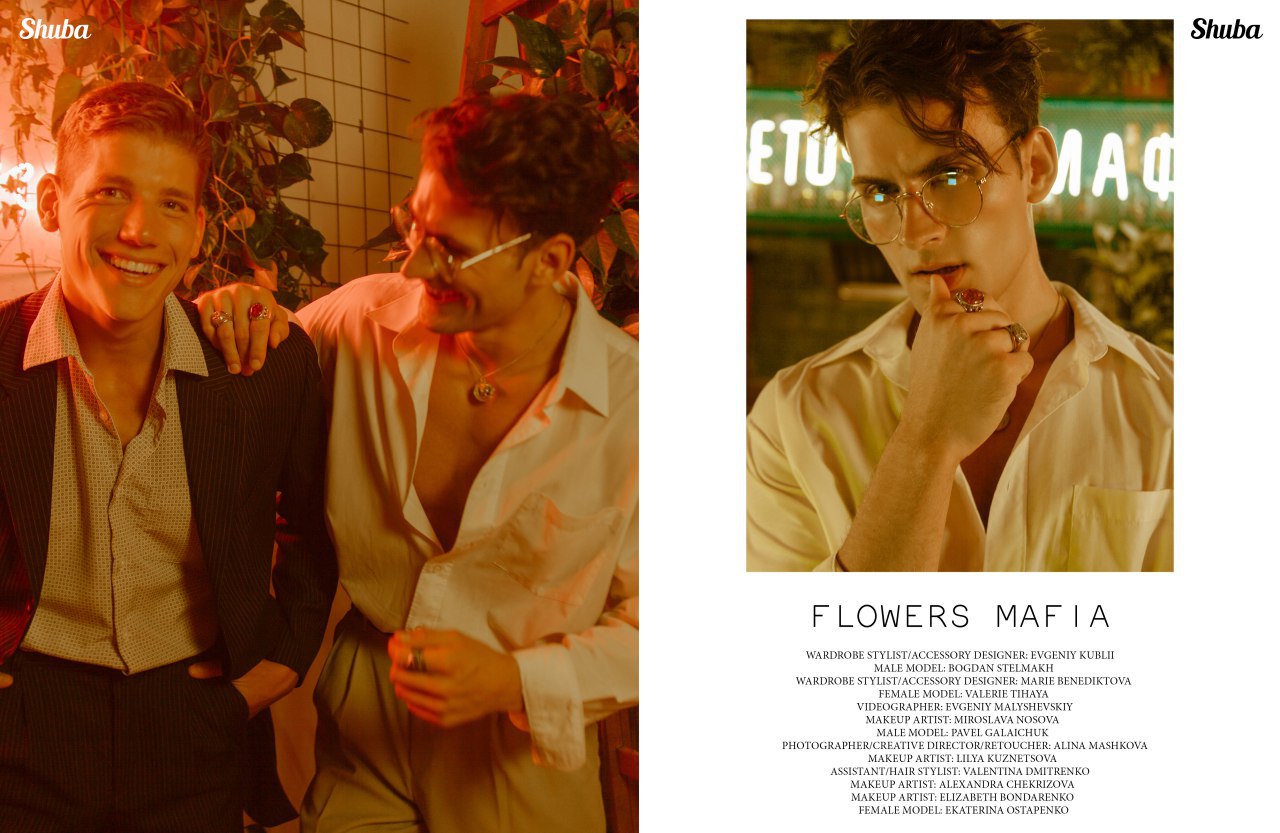 Shuba
Shuba
ЕТО
МАФ
FLOWERS MAFIA
WARDROBE STYLIST/ACCESSORY DESIGNER: EVGENIY KUBLII
MALE MODEL: BOGDAN STELMAKH
WARDROBE STYLIST/ACCESSORY DESIGNER: MARIE BENEDIKTOVA
FEMALE MODEL: VALERIE TIHAYA
VIDEOGRAPHER: EVGENIY MALYSHEVSKIY
MAKEUP ARTIST: MIROSLAVA NOSOVA
MALE MODEL: PAVEL GALAICHUK
PHOTOGRAPHER/CREATIVE DIRECTOR/RETOUCHER: ALINA MASHKOVA
MAKEUP ARTIST: LILYA KUZNETSOVA
ASSISTANT/HAIR STYLIST: VALENTINA DMITRENKO
MAKEUP ARTIST: ALEXANDRA CHEKRIZOVA
MAKEUP ARTIST: ELIZABETH BONDARENKO
FEMALE MODEL: EKATERINA OSTAPENKO